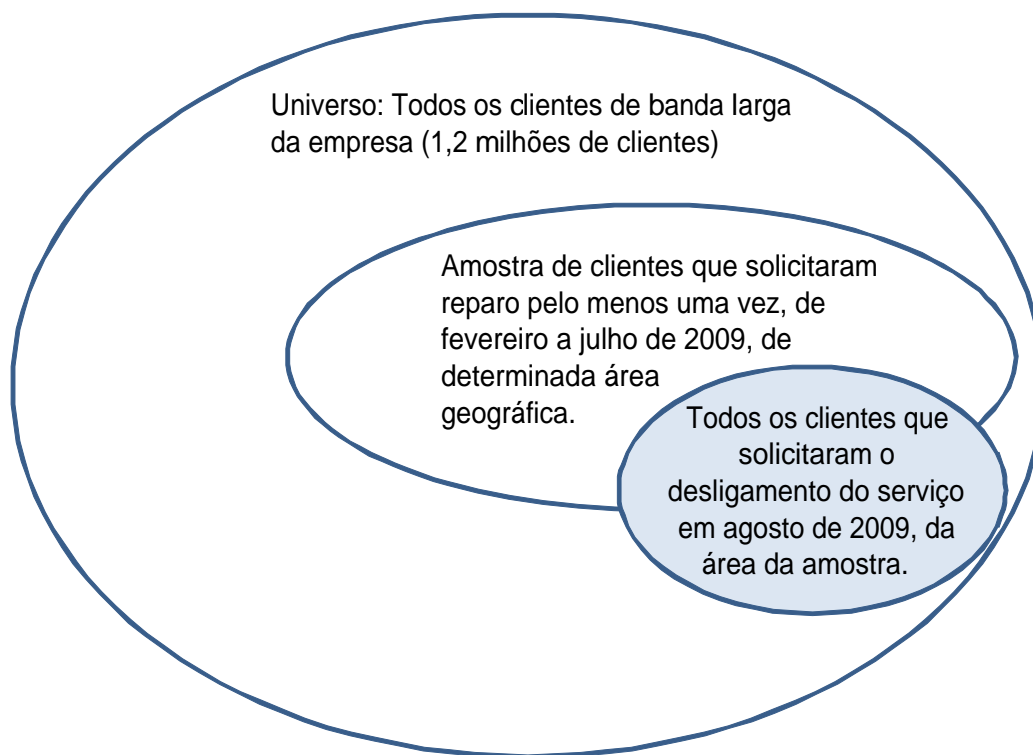 Universo: Todos os clientes de banda larga
da empresa (1,2 milhões de clientes)
Amostra de clientes que solicitaram
reparo pelo menos uma vez, de
fevereiro a julho de 2009, de
determinada área
geográfica.
Todos os clientes que
solicitaram o
desligamento do serviço
em agosto de 2009, da
área da amostra.